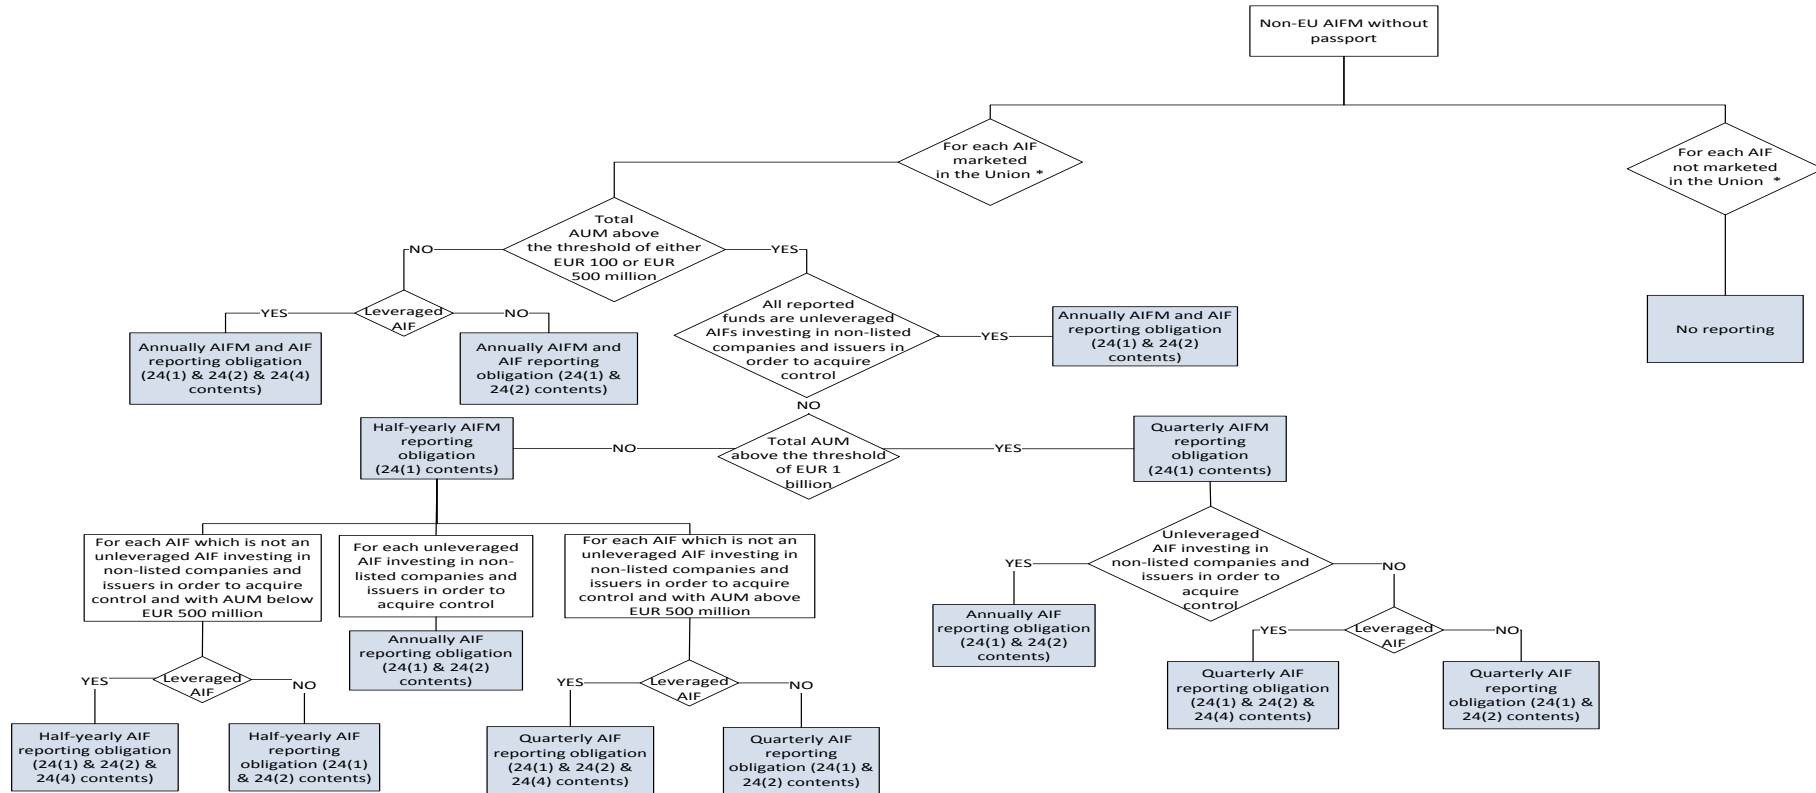 Non-EU AIFM without
passport
For each AIF
marketed
in the Union *
For each AIF
not marketed
in the Union *
Total
AUM above
the threshold of either
EUR 100 or EUR
500 million
NO
YES
YES
Leveraged
AIF
NO
All reported
funds are unleveraged
AIFs investing in non-listed
companies and issuers in
order to acquire
control
YES
Annually AIFM and AIF
reporting obligation
(24(1) & 24(2)
contents)
No reporting
Annually AIFM and AIF
reporting obligation
(24(1) & 24(2) & 24(4)
contents)
Annually AIFM and
AIF reporting
obligation (24(1) &
24(2) contents)
NO
Half-yearly AIFM
reporting
obligation
(24(1) contents)
NO
Total AUM
above the threshold
of EUR 1
billion
YES
Quarterly AIFM
reporting
obligation
(24(1) contents)
For each AIF which is not an
unleveraged AIF investing in
non-listed companies and
issuers in order to acquire
control and with AUM below
EUR 500 million
For each unleveraged
AIF investing in non-
listed companies and
issuers in order to
acquire control
For each AIF which is not an
unleveraged AIF investing in
non-listed companies and
issuers in order to acquire
control and with AUM above
EUR 500 million
YES
Unleveraged
AIF investing in
non-listed companies and
issuers in order to
acquire
control
NO
Annually AIF
reporting obligation
(24(1) & 24(2)
contents)
Annually AIF
reporting obligation
(24(1) & 24(2)
contents)
YES
Leveraged
AIF
NO
YES
Leveraged
AIF
NO
YES
Leveraged
AIF
NO
Quarterly AIF
reporting obligation
(24(1) & 24(2) &
24(4) contents)
Quarterly AIF
reporting
obligation (24(1) &
24(2) contents)
Half-yearly AIF
reporting obligation
(24(1) & 24(2) &
24(4) contents)
Half-yearly AIF
reporting
obligation (24(1)
& 24(2) contents)
Quarterly AIF
reporting obligation
(24(1) & 24(2) &
24(4) contents)
Quarterly AIF
reporting
obligation (24(1) &
24(2) contents)